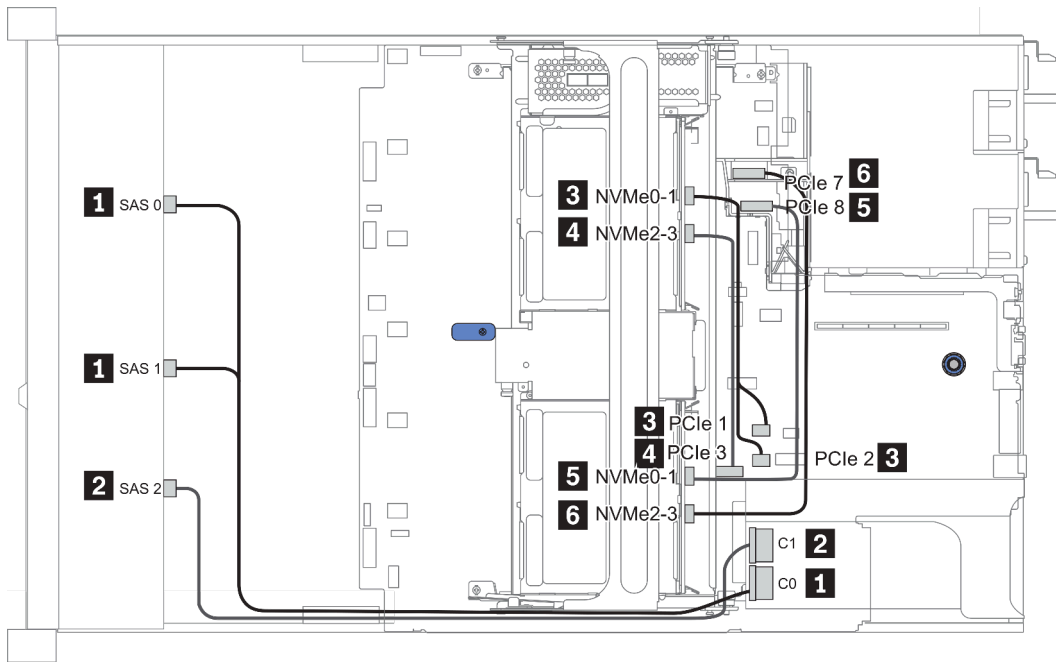 1 SAS 0
1 SAS 1
2 SAS 2
3 NVMe0-1
4 NVMe2-3
PCIe 7 6
PCIe 8 5
3 PCIe 1
4 PCIe 3
PCIe 2 3
5 NVMe0-1
6 NVMe2-3
C1 2
C0 1